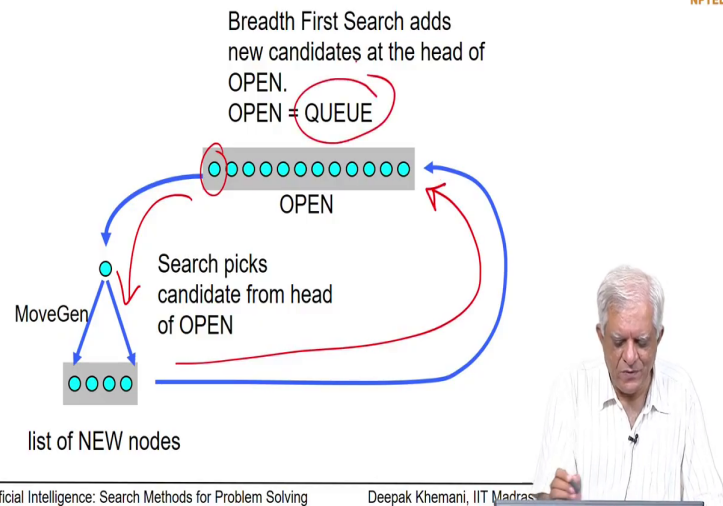 NPTEL
Breadth First Search adds
new candidates at the head of
OPEN.
OPEN = QUEUE
OPEN
Search picks
candidate from head
of OPEN
MoveGen
list of NEW nodes
ficial Intelligence: Search Methods for Problem Solving
Deepak Khemani, IIT Madras